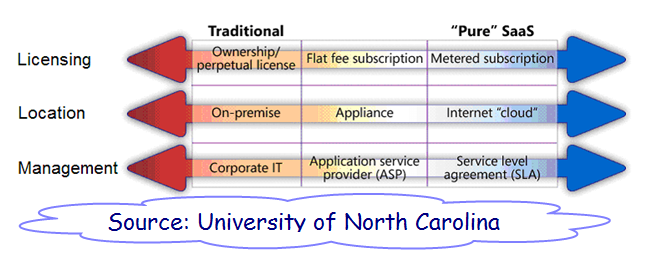 Traditional
“Pure” SaaS
Licensing
Ownership/
perpetual license
Flat fee subscription
Metered subscription
Location
On-premise
Appliance
Internet “cloud”
Management
Corporate IT
Application service
provider (ASP)
Service level
agreement (SLA)
Source: University of North Carolina